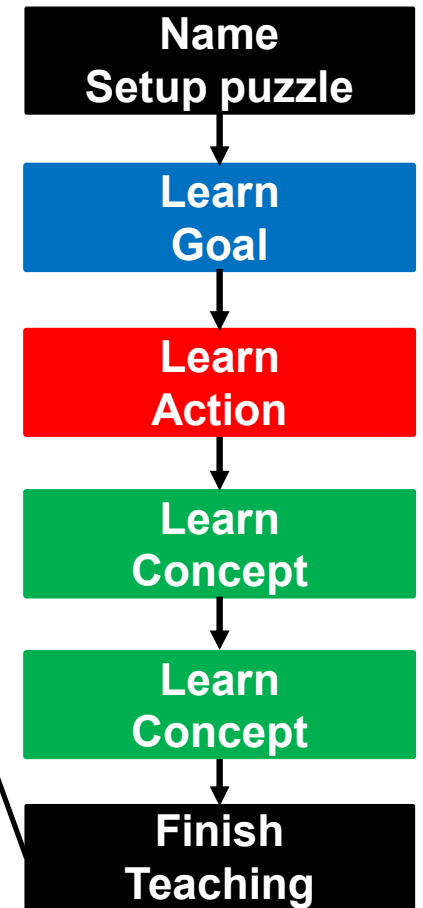 Name
Setup puzzle
Learn
Goal
Learn
Action
Learn
Concept
Learn
Concept
Finish
Teaching